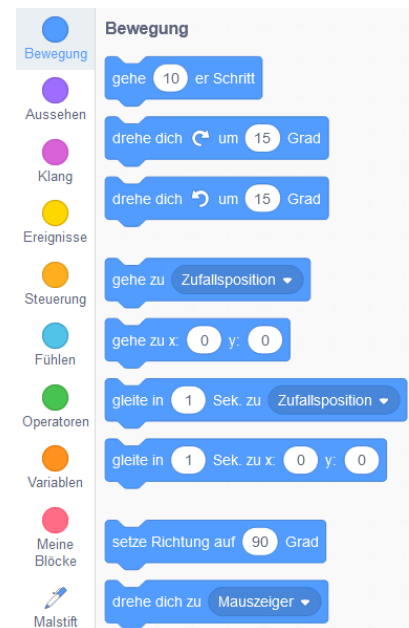 Bewegung
Aussehen
Klang
Ereignisse
Steuerung
Fühlen
Operatoren
Variablen
Meine
Blöcke
Malstift
Bewegung
gehe 10 er Schritt
drehe dich um 15 Grad
drehe dich um 15 Grad
gehe zu Zufallsposition
gehe zu x: 0 y: 0
gleite in 1 Sek. zu Zufallsposition
gleite in 1 Sek. zu x: 0 y: 0
setze Richtung auf 90 Grad
drehe dich zu Mauszeiger